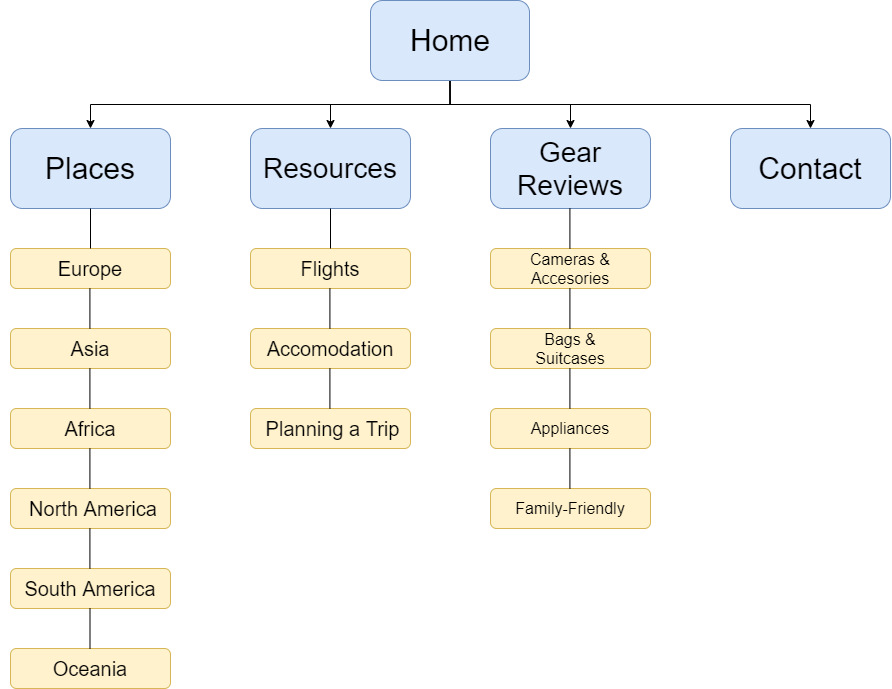 Home
Places
Resources
Gear
Reviews
Contact
Europe
Flights
Cameras &
Accesories
Asia
Accomodation
Bags &
Suitcases
Africa
Planning a Trip
Appliances
North America
Family-Friendly
South America
Oceania